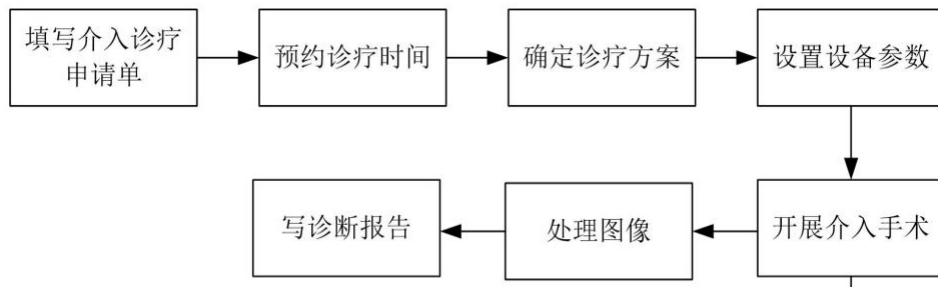 填写介入诊疗
申请单
预约诊疗时间
确定诊疗方案
设置设备参数
写诊断报告
处理图像
开展介入手术